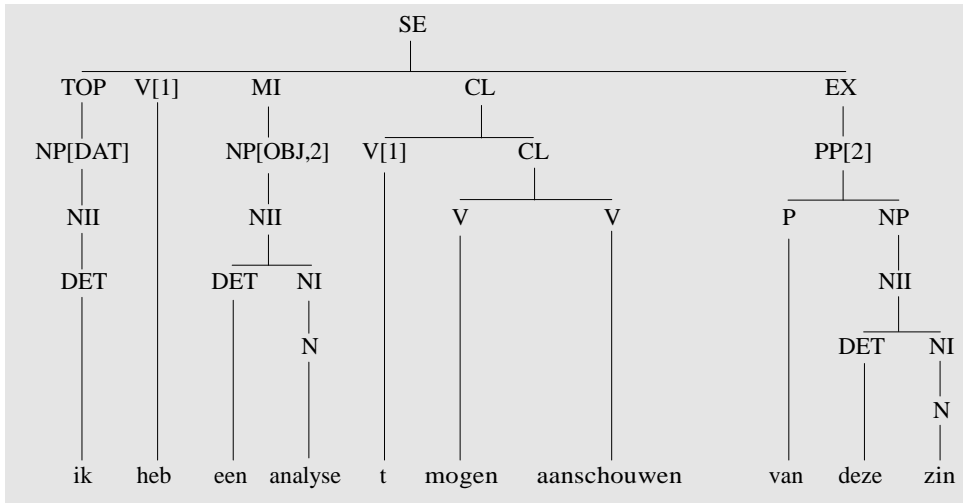 SE
TOP V[1] MI CL EX
NP[DAT] NP[OBJ,2] V[1] CL PP[2]
NII NII V V P NP
DET DET NI NII
N DET NI
N
ik heb een analyse t mogen aanschouwen van deze zin